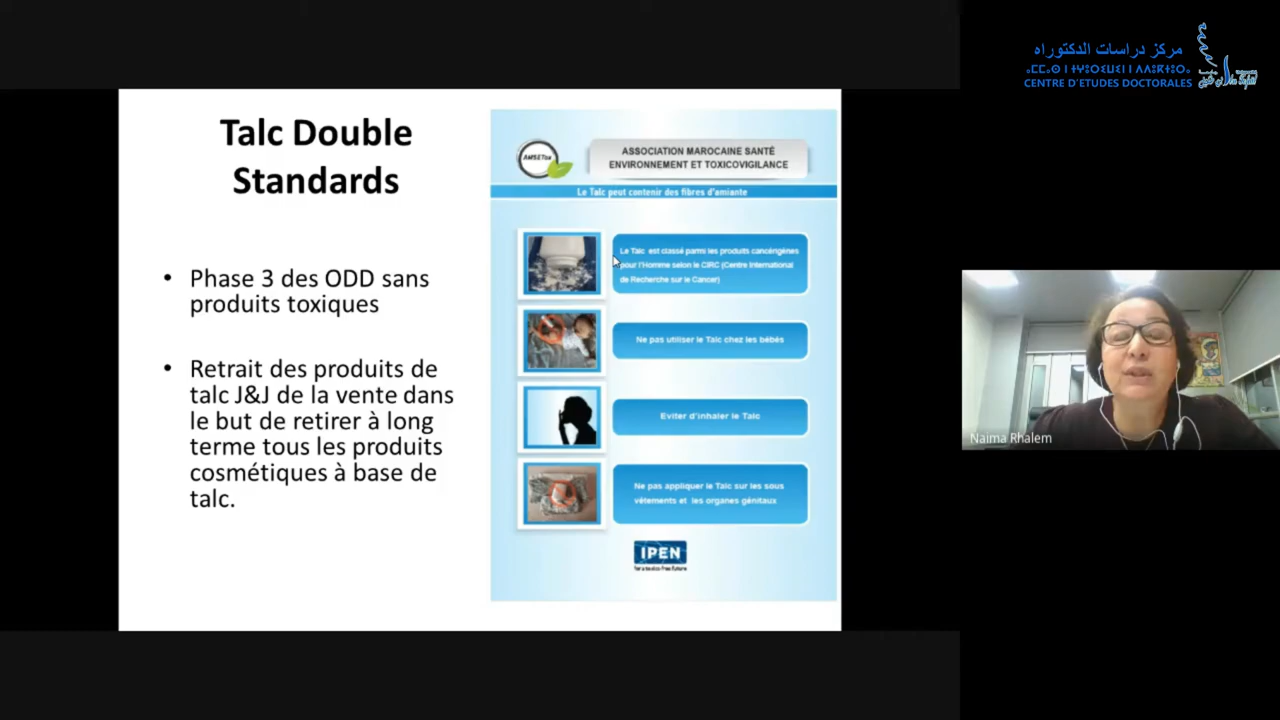 Talc Double
Standards
• Phase 3 des ODD sans
produits toxiques
• Retrait des produits de
talc J&J de la vente dans
le but de retirer à long
terme tous les produits
cosmétiques à base de
talc.
AMSETox
ASSOCIATION MAROCAINE SANTÉ
ENVIRONNEMENT ET TOXICOVIGILANCE
Le Talc peut contenir des fibres d'amiante
Le Talc est classé parmi les produits cancérigènes
pour l'Homme selon le CIRC (Centre International
de Recherche sur le Cancer)
Ne pas utiliser le Talc chez les bébés
Eviter d'inhaler le Talc
Ne pas appliquer le Talc sur les sous
vêtements et les organes génitaux
IPEN
for a toxics-free future
مركز دراسات الدكتوراه
CENTRE D'ETUDES DOCTORALES
Naima Rhalem